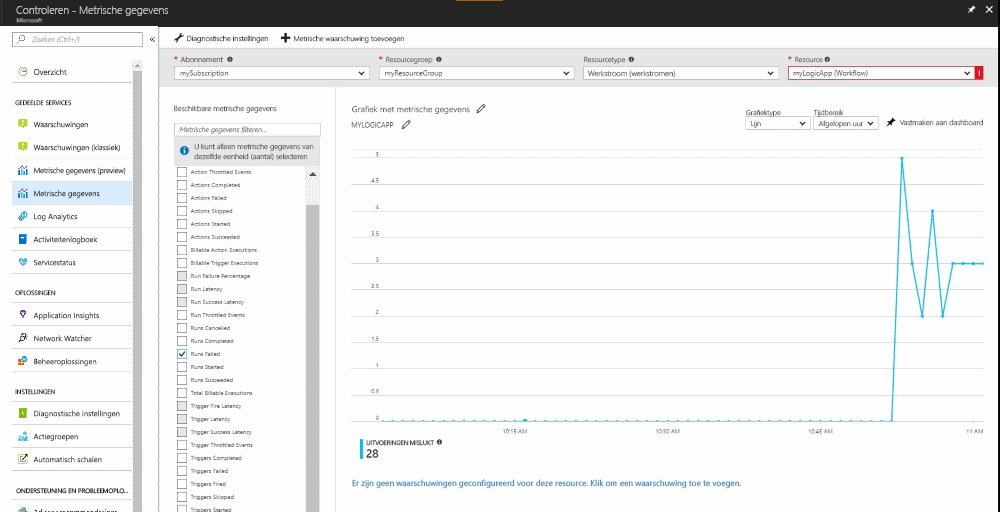 Controleren - Metrische gegevens
Microsoft
Zoeken (Ctrl+/)
«
Overzicht
GEDEELDE SERVICES
Waarschuwingen
Waarschuwingen (klassiek)
Metrische gegevens (preview)
Metrische gegevens
Log Analytics
Activiteitenlogboek
Servicestatus
OPLOSSINGEN
Application Insights
Network Watcher
Beheeroplossingen
INSTELLINGEN
Diagnostische instellingen
Actiegroepen
Automatisch schalen
ONDERSTEUNING EN PROBLEEMOPLO...
Diagnostische instellingen
Metrische waarschuwing toevoegen
* Abonnement
mySubscription
* Resourcegroep
myResourceGroup
Resourcetype
Werkstroom (werkstromen)
* Resource
myLogicApp (Workflow)
Beschikbare metrische gegevens
Metrische gegevens filteren...
U kunt alleen metrische gegevens van
dezelfde eenheid (aantal) selecteren
Action Throttled Events
Actions Completed
Actions Failed
Actions Skipped
Actions Started
Actions Succeeded
Billable Action Executions
Billable Trigger Executions
Run Failure Percentage
Run Latency
Run Success Latency
Run Throttled Events
Runs Cancelled
Runs Completed
Runs Failed
Runs Started
Runs Succeeded
Total Billable Executions
Trigger Fire Latency
Trigger Latency
Trigger Success Latency
Trigger Throttled Events
Triggers Completed
Triggers Failed
Triggers Fired
Triggers Skipped
Triggers Started
Grafiek met metrische gegevens
MYLOGICAPP
Grafiektype
Lijn
Tijdbereik
Afgelopen uur
Vastmaken aan dashboard
5
4.5
4
3.5
3
2.5
2
1.5
1
0.5
0
10:15 AM
10:30 AM
10:45 AM
11 AM
UITVOERINGEN MISLUKT
28
Er zijn geen waarschuwingen geconfigureerd voor deze resource. Klik om een waarschuwing toe te voegen.